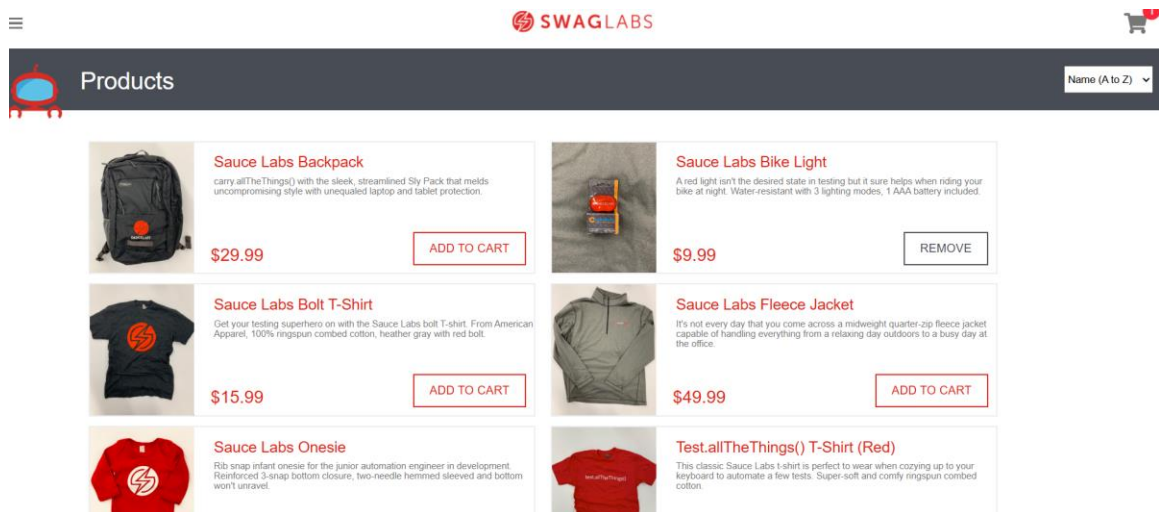 SWAGLABS
1
Products
Name (A to Z)
Sauce Labs Backpack
carry.allTheThings() with the sleek, streamlined Sly Pack that melds
uncompromising style with unequaled laptop and tablet protection.
$29.99
ADD TO CART
Sauce Labs Bike Light
A red light isn't the desired state in testing but it sure helps when riding your
bike at night. Water-resistant with 3 lighting modes, 1 AAA battery included.
$9.99
REMOVE
Sauce Labs Bolt T-Shirt
Get your testing superhero on with the Sauce Labs bolt T-shirt. From American
Apparel, 100% ringspun combed cotton, heather gray with red bolt.
$15.99
ADD TO CART
Sauce Labs Fleece Jacket
It's not every day that you come across a midweight quarter-zip fleece jacket
capable of handling everything from a relaxing day outdoors to a busy day at
the office.
$49.99
ADD TO CART
Sauce Labs Onesie
Rib snap infant onesie for the junior automation engineer in development.
Reinforced 3-snap bottom closure, two-needle hemmed sleeved and bottom
won't unravel.
Test.allTheThings() T-Shirt (Red)
This classic Sauce Labs t-shirt is perfect to wear when cozying up to your
keyboard to automate a few tests. Super-soft and comfy ringspun combed
cotton.
test.allTheThings()